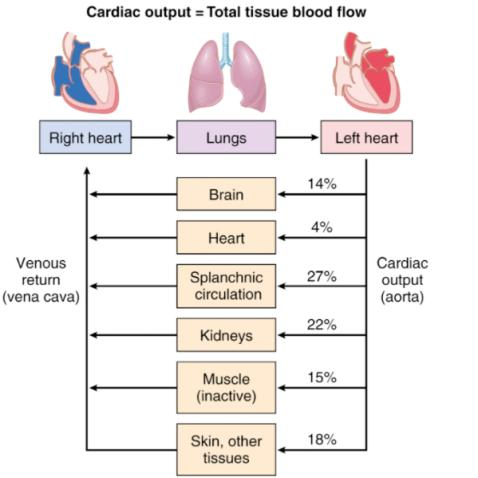 Cardiac output = Total tissue blood flow
Right heart
Lungs
Left heart
Brain
14%
Heart
4%
Venous
return
(vena cava)
Splanchnic
circulation
27%
Cardiac
output
(aorta)
Kidneys
22%
Muscle
(inactive)
15%
Skin, other
tissues
18%